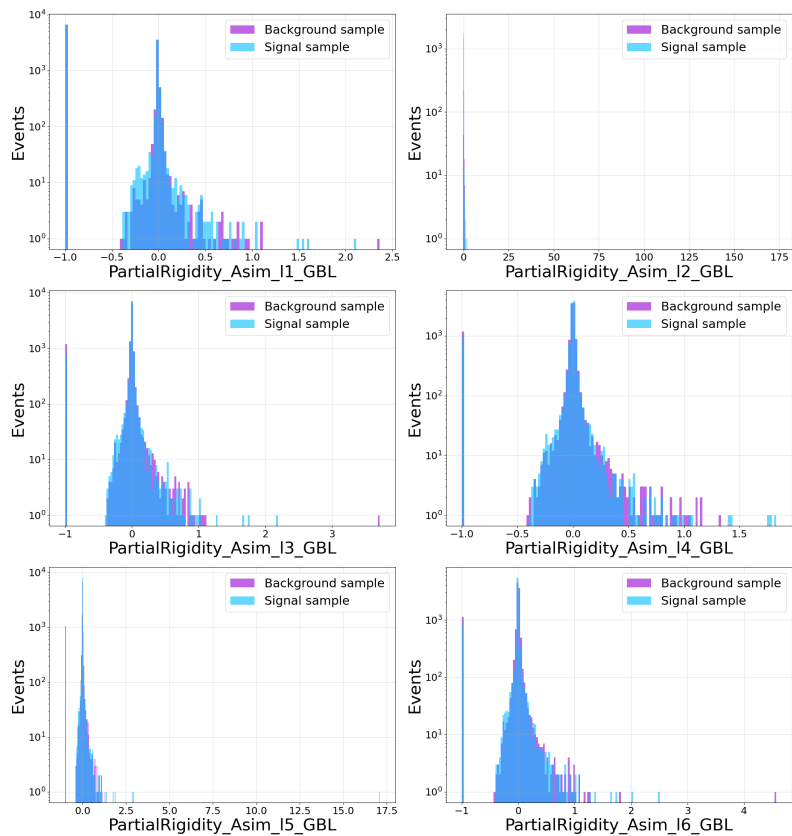 10⁴
10³
10²
10¹
10⁰
Events
Background sample
Signal sample
−1.0 −0.5 0.0 0.5 1.0 1.5 2.0 2.5
PartialRigidity_Asim_l1_GBL
10³
10²
10¹
10⁰
Events
Background sample
Signal sample
0 25 50 75 100 125 150 175
PartialRigidity_Asim_l2_GBL
10⁴
10³
10²
10¹
10⁰
Events
Background sample
Signal sample
−1 0 1 2 3
PartialRigidity_Asim_l3_GBL
10³
10²
10¹
10⁰
Events
Background sample
Signal sample
−1.0 −0.5 0.0 0.5 1.0 1.5
PartialRigidity_Asim_l4_GBL
10⁴
10³
10²
10¹
10⁰
Events
Background sample
Signal sample
0.0 2.5 5.0 7.5 10.0 12.5 15.0 17.5
PartialRigidity_Asim_l5_GBL
10³
10²
10¹
10⁰
Events
Background sample
Signal sample
−1 0 1 2 3 4
PartialRigidity_Asim_l6_GBL